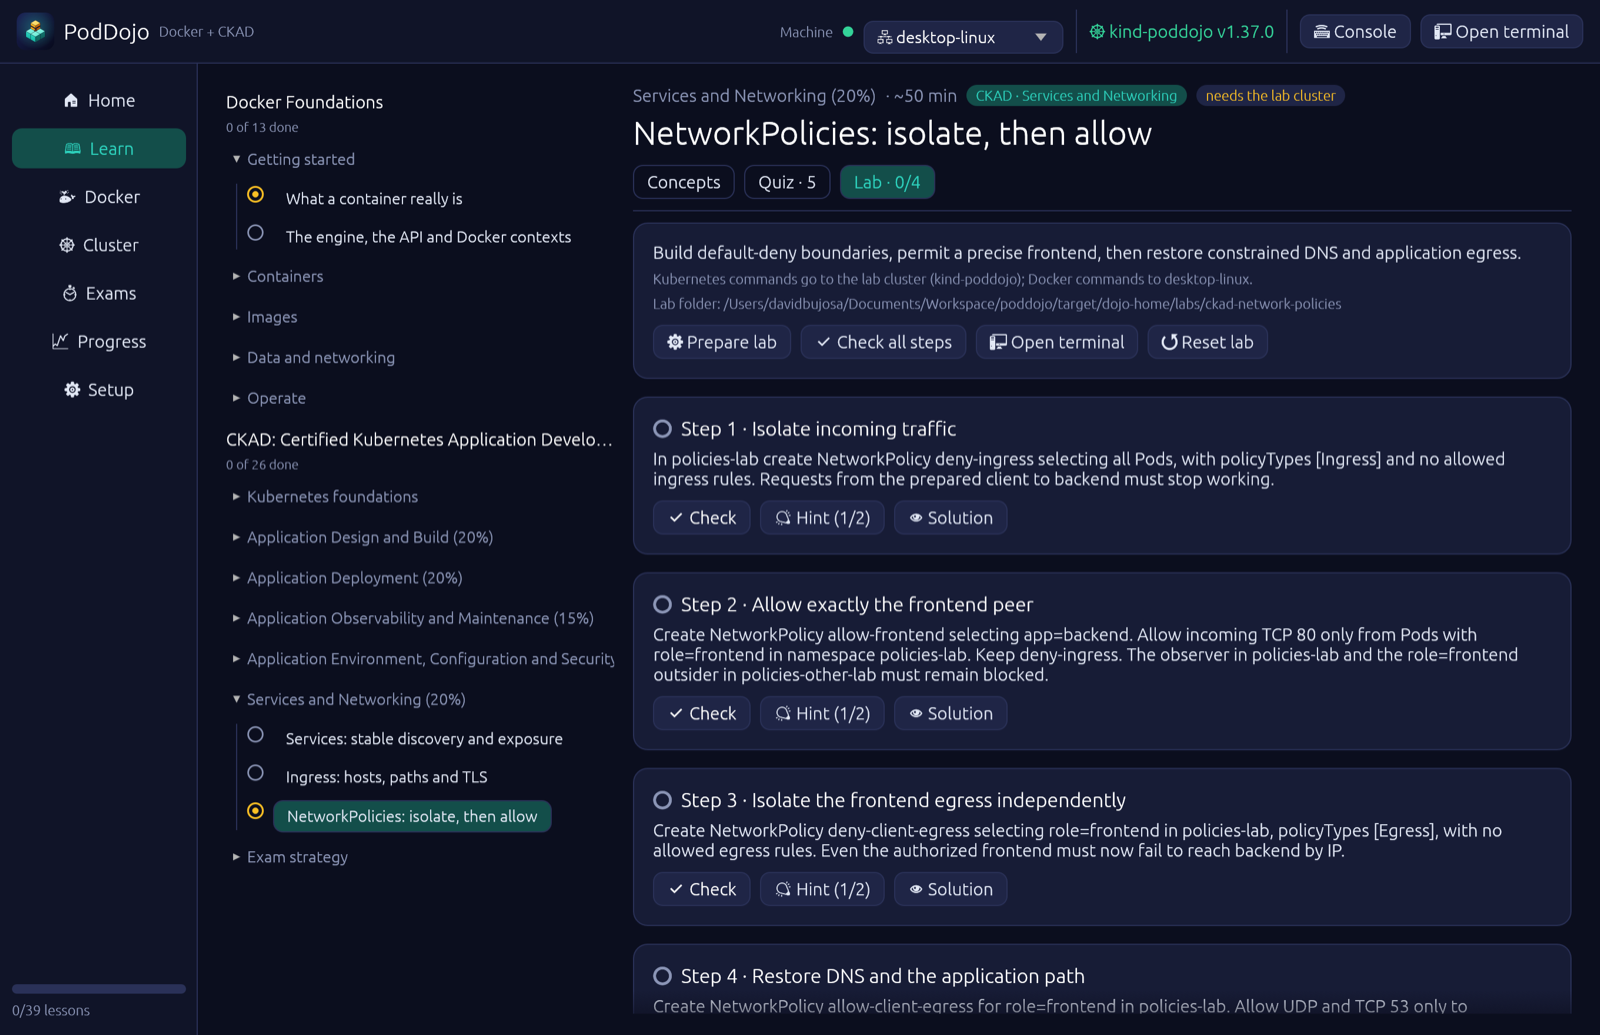 PodDojo
Docker + CKAD
Machine
desktop-linux
kind-poddojo v1.37.0
Console
Open terminal
Home
Learn
Docker
Cluster
Exams
Progress
Setup
0/39 lessons
Docker Foundations
0 of 13 done
Getting started
What a container really is
The engine, the API and Docker contexts
Containers
Images
Data and networking
Operate
CKAD: Certified Kubernetes Application Develo...
0 of 26 done
Kubernetes foundations
Application Design and Build (20%)
Application Deployment (20%)
Application Observability and Maintenance (15%)
Application Environment, Configuration and Security
Services and Networking (20%)
Services: stable discovery and exposure
Ingress: hosts, paths and TLS
NetworkPolicies: isolate, then allow
Exam strategy
Services and Networking (20%) · ~50 min
CKAD · Services and Networking
needs the lab cluster
NetworkPolicies: isolate, then allow
Concepts
Quiz · 5
Lab · 0/4
Build default-deny boundaries, permit a precise frontend, then restore constrained DNS and application egress.
Kubernetes commands go to the lab cluster (kind-poddojo); Docker commands to desktop-linux.
Lab folder: /Users/davidbujosa/Documents/Workspace/poddojo/target/dojo-home/labs/ckad-network-policies
Prepare lab
Check all steps
Open terminal
Reset lab
Step 1 · Isolate incoming traffic
In policies-lab create NetworkPolicy deny-ingress selecting all Pods, with policyTypes [Ingress] and no allowed
ingress rules. Requests from the prepared client to backend must stop working.
Check
Hint (1/2)
Solution
Step 2 · Allow exactly the frontend peer
Create NetworkPolicy allow-frontend selecting app=backend. Allow incoming TCP 80 only from Pods with
role=frontend in namespace policies-lab. Keep deny-ingress. The observer in policies-lab and the role=frontend
outsider in policies-other-lab must remain blocked.
Check
Hint (1/2)
Solution
Step 3 · Isolate the frontend egress independently
Create NetworkPolicy deny-client-egress selecting role=frontend in policies-lab, policyTypes [Egress], with no
allowed egress rules. Even the authorized frontend must now fail to reach backend by IP.
Check
Hint (1/2)
Solution
Step 4 · Restore DNS and the application path
Create NetworkPolicy allow-client-egress for role=frontend in policies-lab. Allow UDP and TCP 53 only to